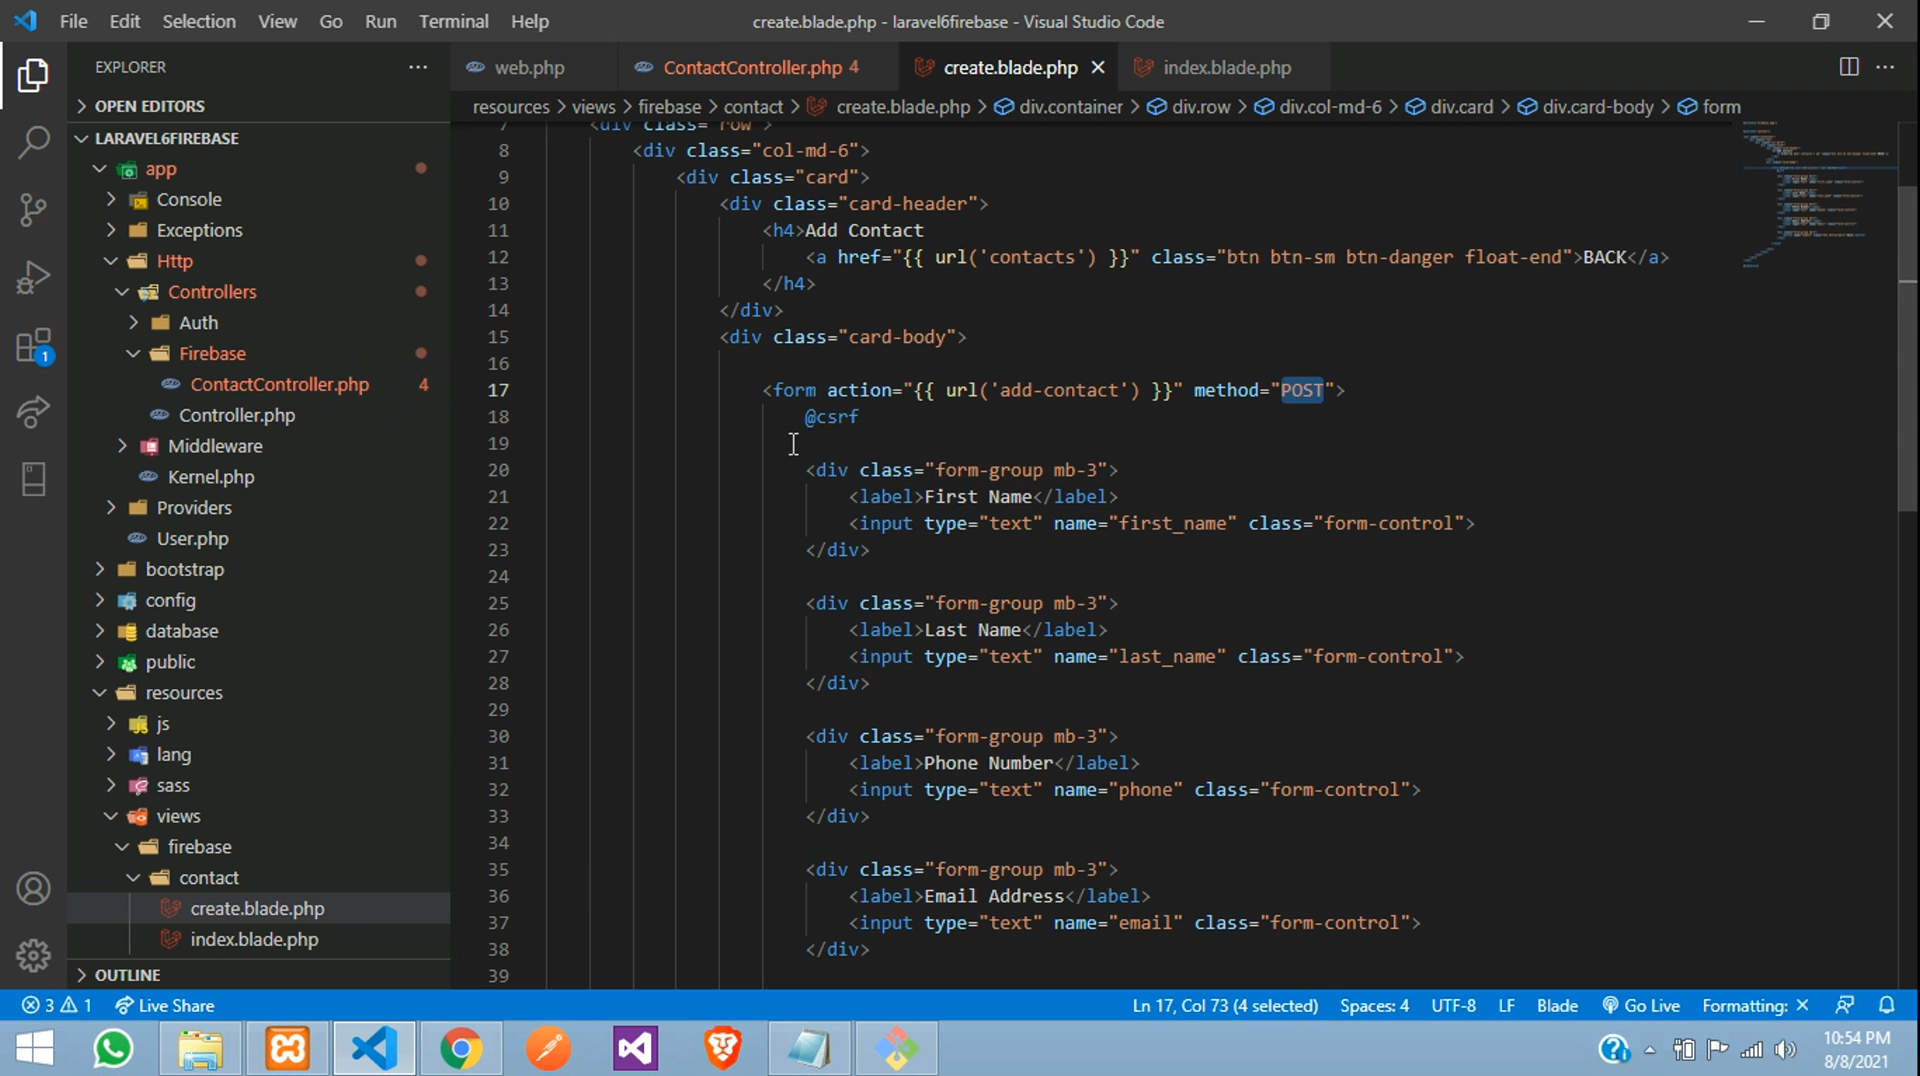 File Edit Selection View Go Run Terminal Help
create.blade.php - laravel6firebase - Visual Studio Code
EXPLORER
web.php
ContactController.php 4
create.blade.php
index.blade.php
OPEN EDITORS
resources > views > firebase > contact > create.blade.php > div.container > div.row > div.col-md-6 > div.card > div.card-body > form
LARAVEL6FIREBASE
app
Console
Exceptions
Http
Controllers
Auth
Firebase
ContactController.php 4
Controller.php
Middleware
Kernel.php
Providers
User.php
bootstrap
config
database
public
resources
js
lang
sass
views
firebase
contact
create.blade.php
index.blade.php
OUTLINE
7 <div class="row">
8 <div class="col-md-6">
9 <div class="card">
10 <div class="card-header">
11 <h4>Add Contact
12 <a href="{{ url('contacts') }}" class="btn btn-sm btn-danger float-end">BACK</a>
13 </h4>
14 </div>
15 <div class="card-body">
16
17 <form action="{{ url('add-contact') }}" method="POST">
18 @csrf
19
20 <div class="form-group mb-3">
21 <label>First Name</label>
22 <input type="text" name="first_name" class="form-control">
23 </div>
24
25 <div class="form-group mb-3">
26 <label>Last Name</label>
27 <input type="text" name="last_name" class="form-control">
28 </div>
29
30 <div class="form-group mb-3">
31 <label>Phone Number</label>
32 <input type="text" name="phone" class="form-control">
33 </div>
34
35 <div class="form-group mb-3">
36 <label>Email Address</label>
37 <input type="text" name="email" class="form-control">
38 </div>
39
1
3 1 Live Share
Ln 17, Col 73 (4 selected) Spaces: 4 UTF-8 LF Blade Go Live Formatting: ×
10:54 PM
8/8/2021